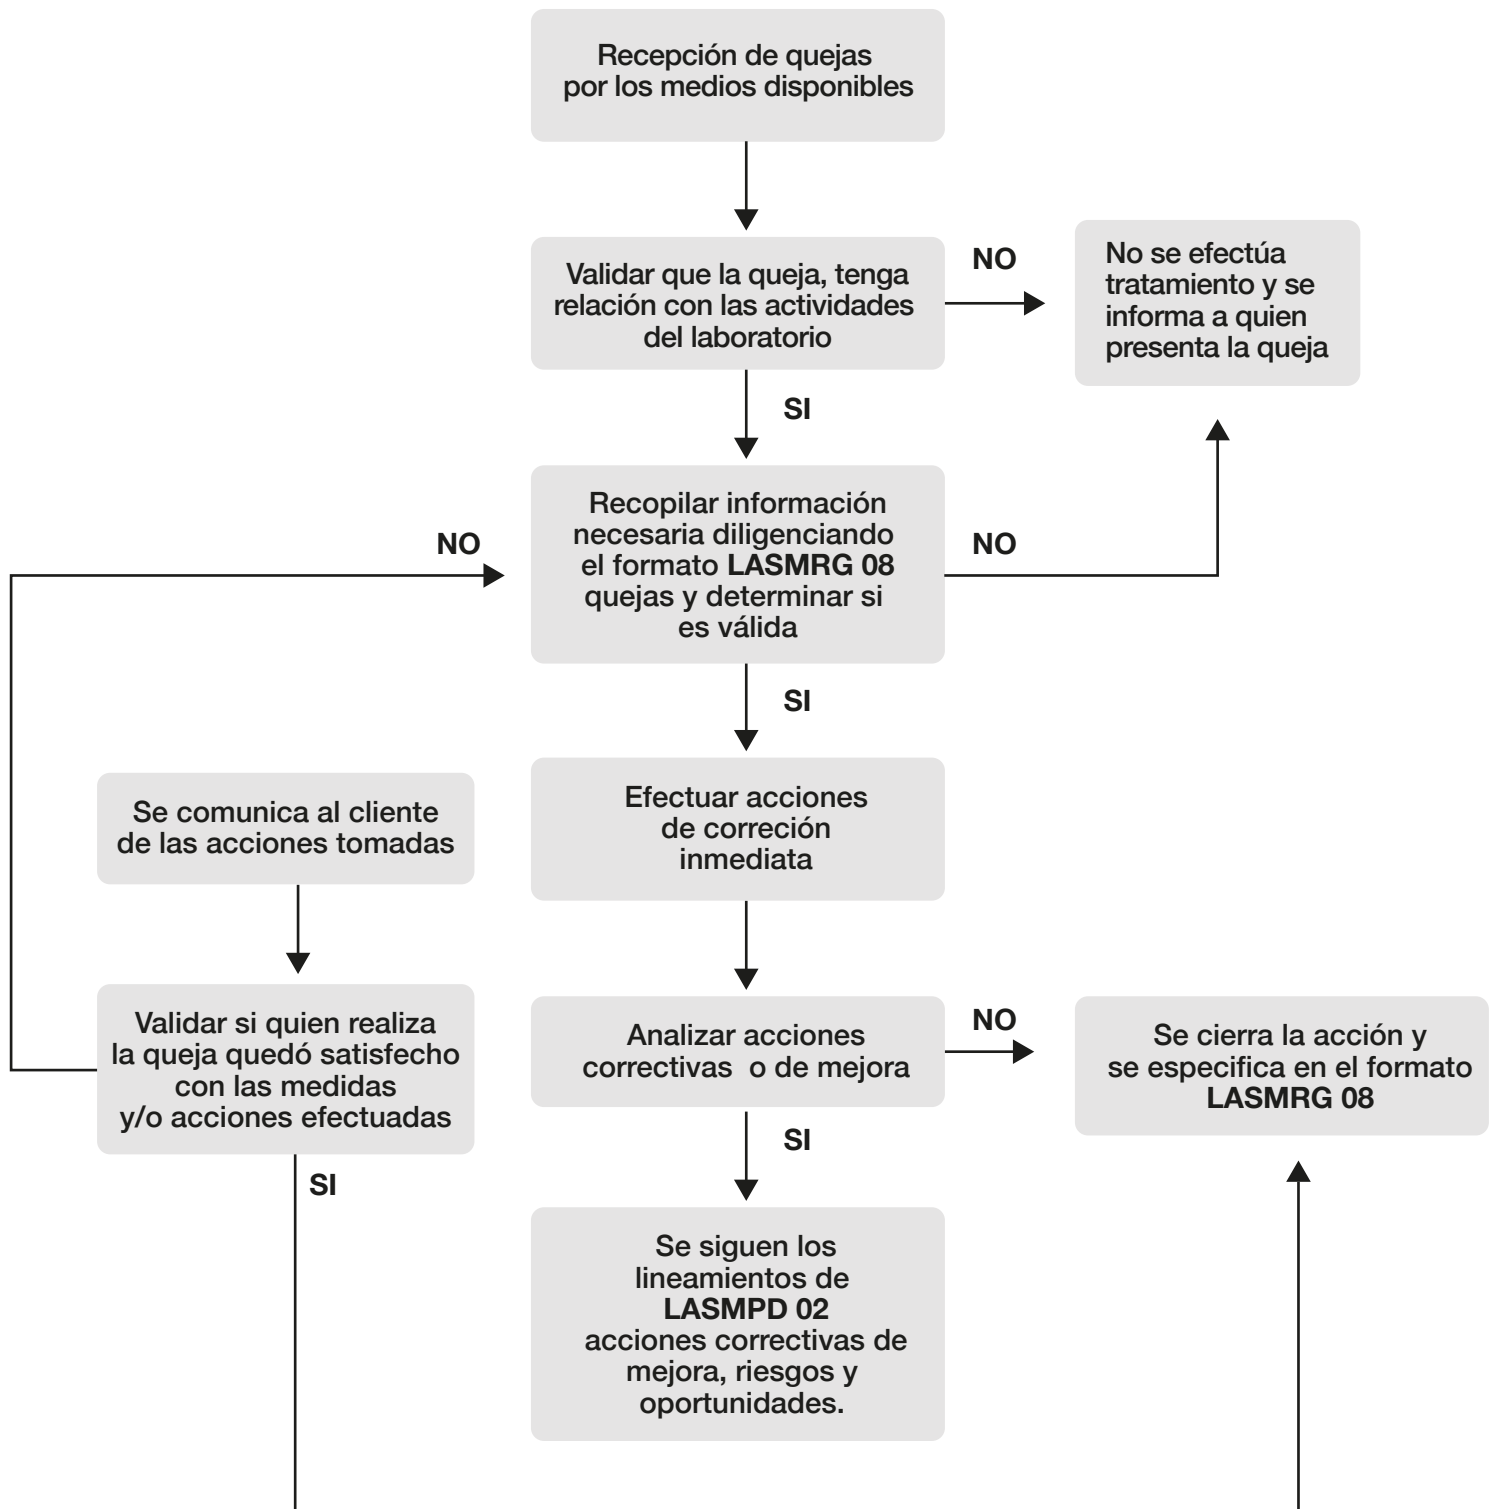 Recepción de quejas
por los medios disponibles
Validar que la queja, tenga
relación con las actividades
del laboratorio
NO
No se efectúa
tratamiento y se
informa a quien
presenta la queja
SI
Recopilar información
necesaria diligenciando
el formato LASMRG 08
quejas y determinar si
es válida
NO
NO
SI
Efectuar acciones
de correción
inmediata
Se comunica al cliente
de las acciones tomadas
Validar si quien realiza
la queja quedó satisfecho
con las medidas
y/o acciones efectuadas
SI
Analizar acciones
correctivas o de mejora
NO
Se cierra la acción y
se especifica en el formato
LASMRG 08
SI
Se siguen los
lineamientos de
LASMPD 02
acciones correctivas de
mejora, riesgos y
oportunidades.